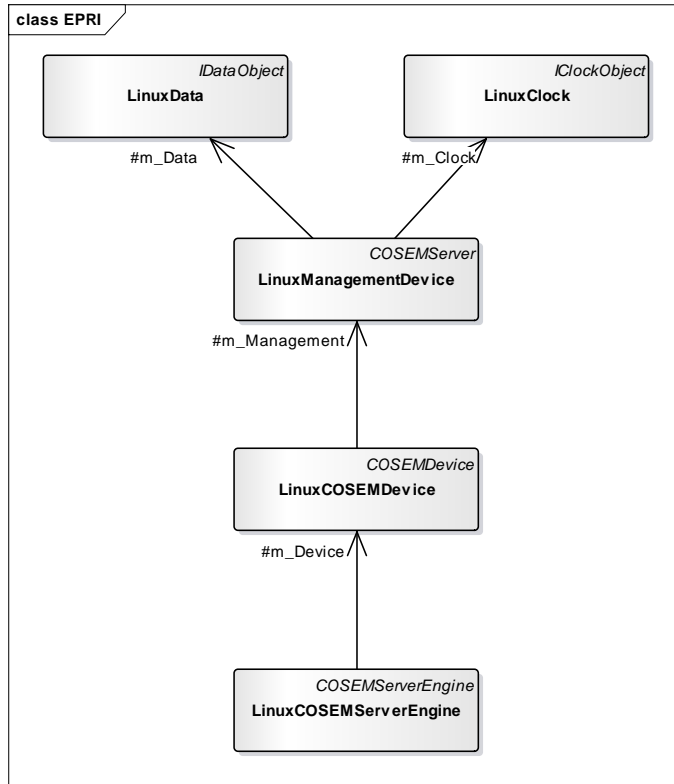 class EPRI
IDataObject
LinuxData
IClockObject
LinuxClock
#m_Data
#m_Clock
COSEMServer
LinuxManagementDevice
#m_Management
COSEMDevice
LinuxCOSEMDevice
#m_Device
COSEMServerEngine
LinuxCOSEMServerEngine